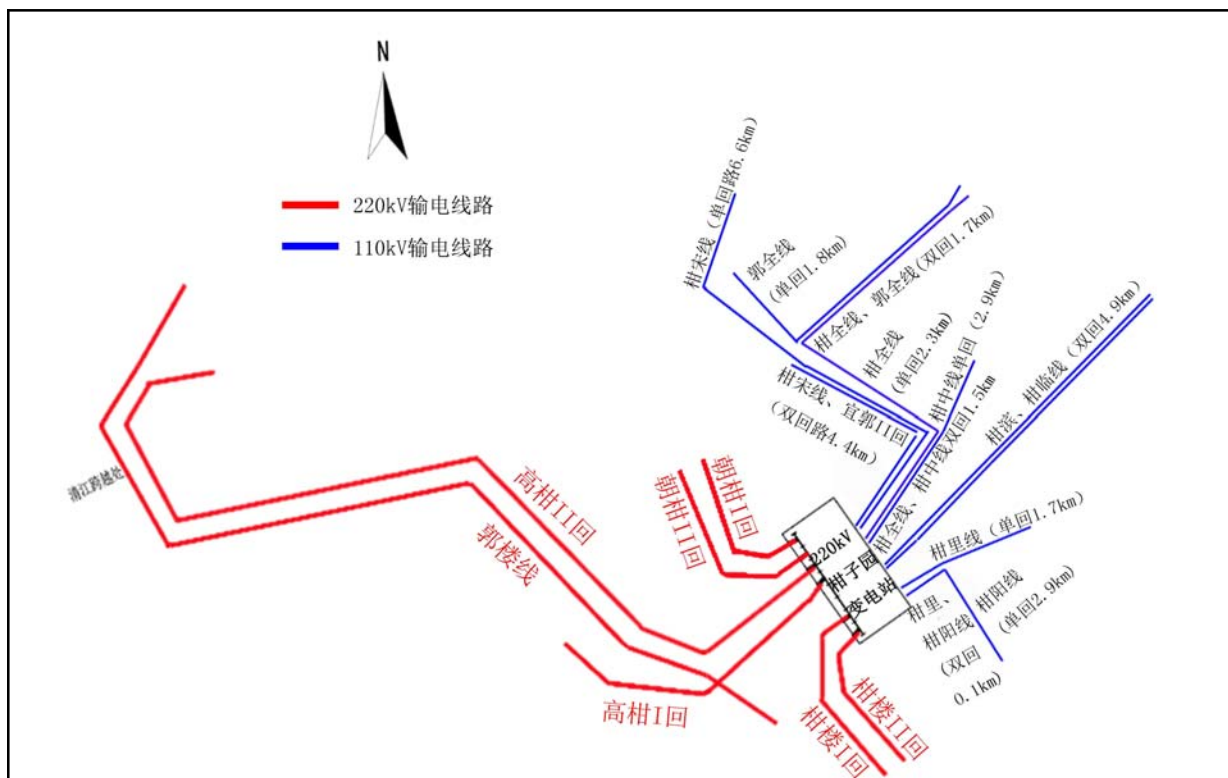 N
220kV输电线路
110kV输电线路
柑宋线（单回路6.6km）
郭全线
(单回1.8km)
柑全线、郭全线(双回1.7km)
柑全线
(单回2.3km)
柑中线单回（2.9km)
柑全线、柑中线双回1.5km
柑滨、柑临线（双回4.9km)
柑宋线、宜郭II回
(双回路4.4km)
清江跨越处
高柑II回
郭楼线
朝柑I回
朝柑II回
220kV
柑子园
变电站
柑里线（单回1.7km)
柑里、
柑阳线
(双回
0.1km)
柑阳线
(单回2.9km)
高柑I回
柑楼I回
柑楼II回